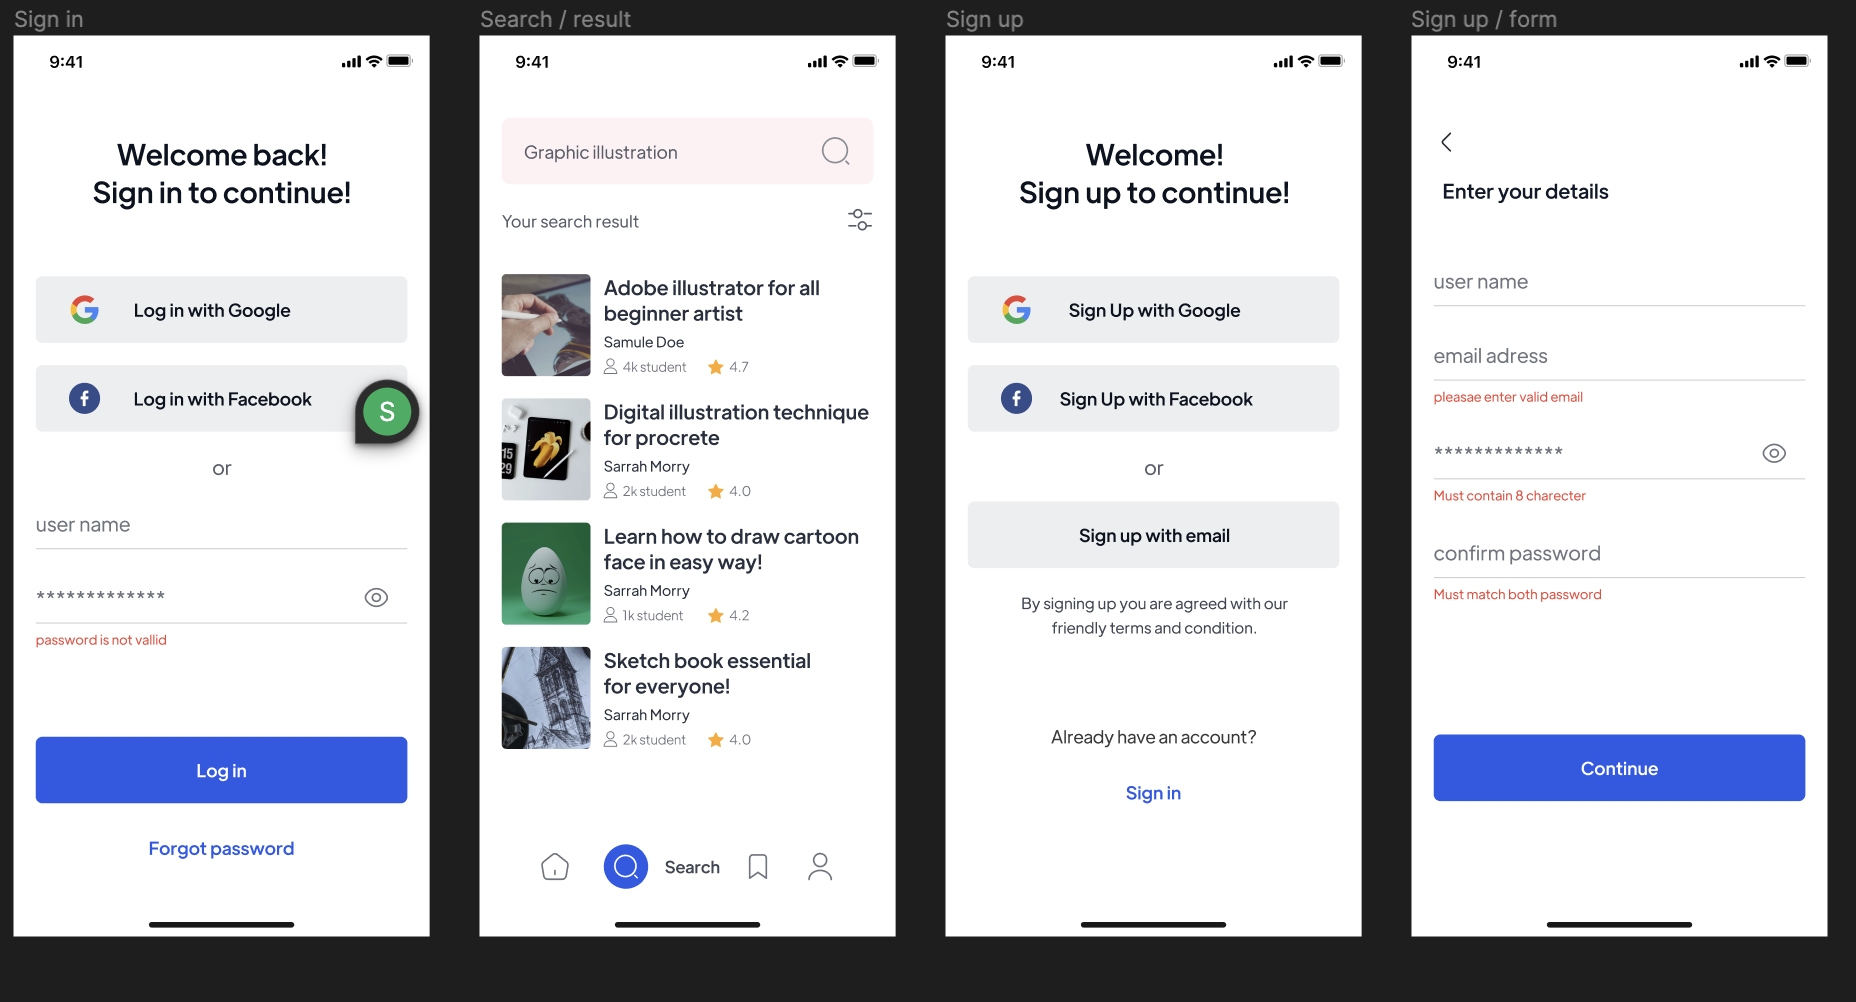 Sign in
9:41
Welcome back!
Sign in to continue!
Log in with Google
Log in with Facebook
S
or
user name
*************
password is not vallid
Log in
Forgot password
Search / result
9:41
Graphic illustration
Your search result
Adobe illustrator for all
beginner artist
Samule Doe
4k student 4.7
15
29
Digital illustration technique
for procrete
Sarrah Morry
2k student 4.0
Learn how to draw cartoon
face in easy way!
Sarrah Morry
1k student 4.2
Sketch book essential
for everyone!
Sarrah Morry
2k student 4.0
Search
Sign up
9:41
Welcome!
Sign up to continue!
Sign Up with Google
Sign Up with Facebook
or
Sign up with email
By signing up you are agreed with our
friendly terms and condition.
Already have an account?
Sign in
Sign up / form
9:41
Enter your details
user name
email adress
pleasae enter valid email
*************
Must contain 8 charecter
confirm password
Must match both password
Continue